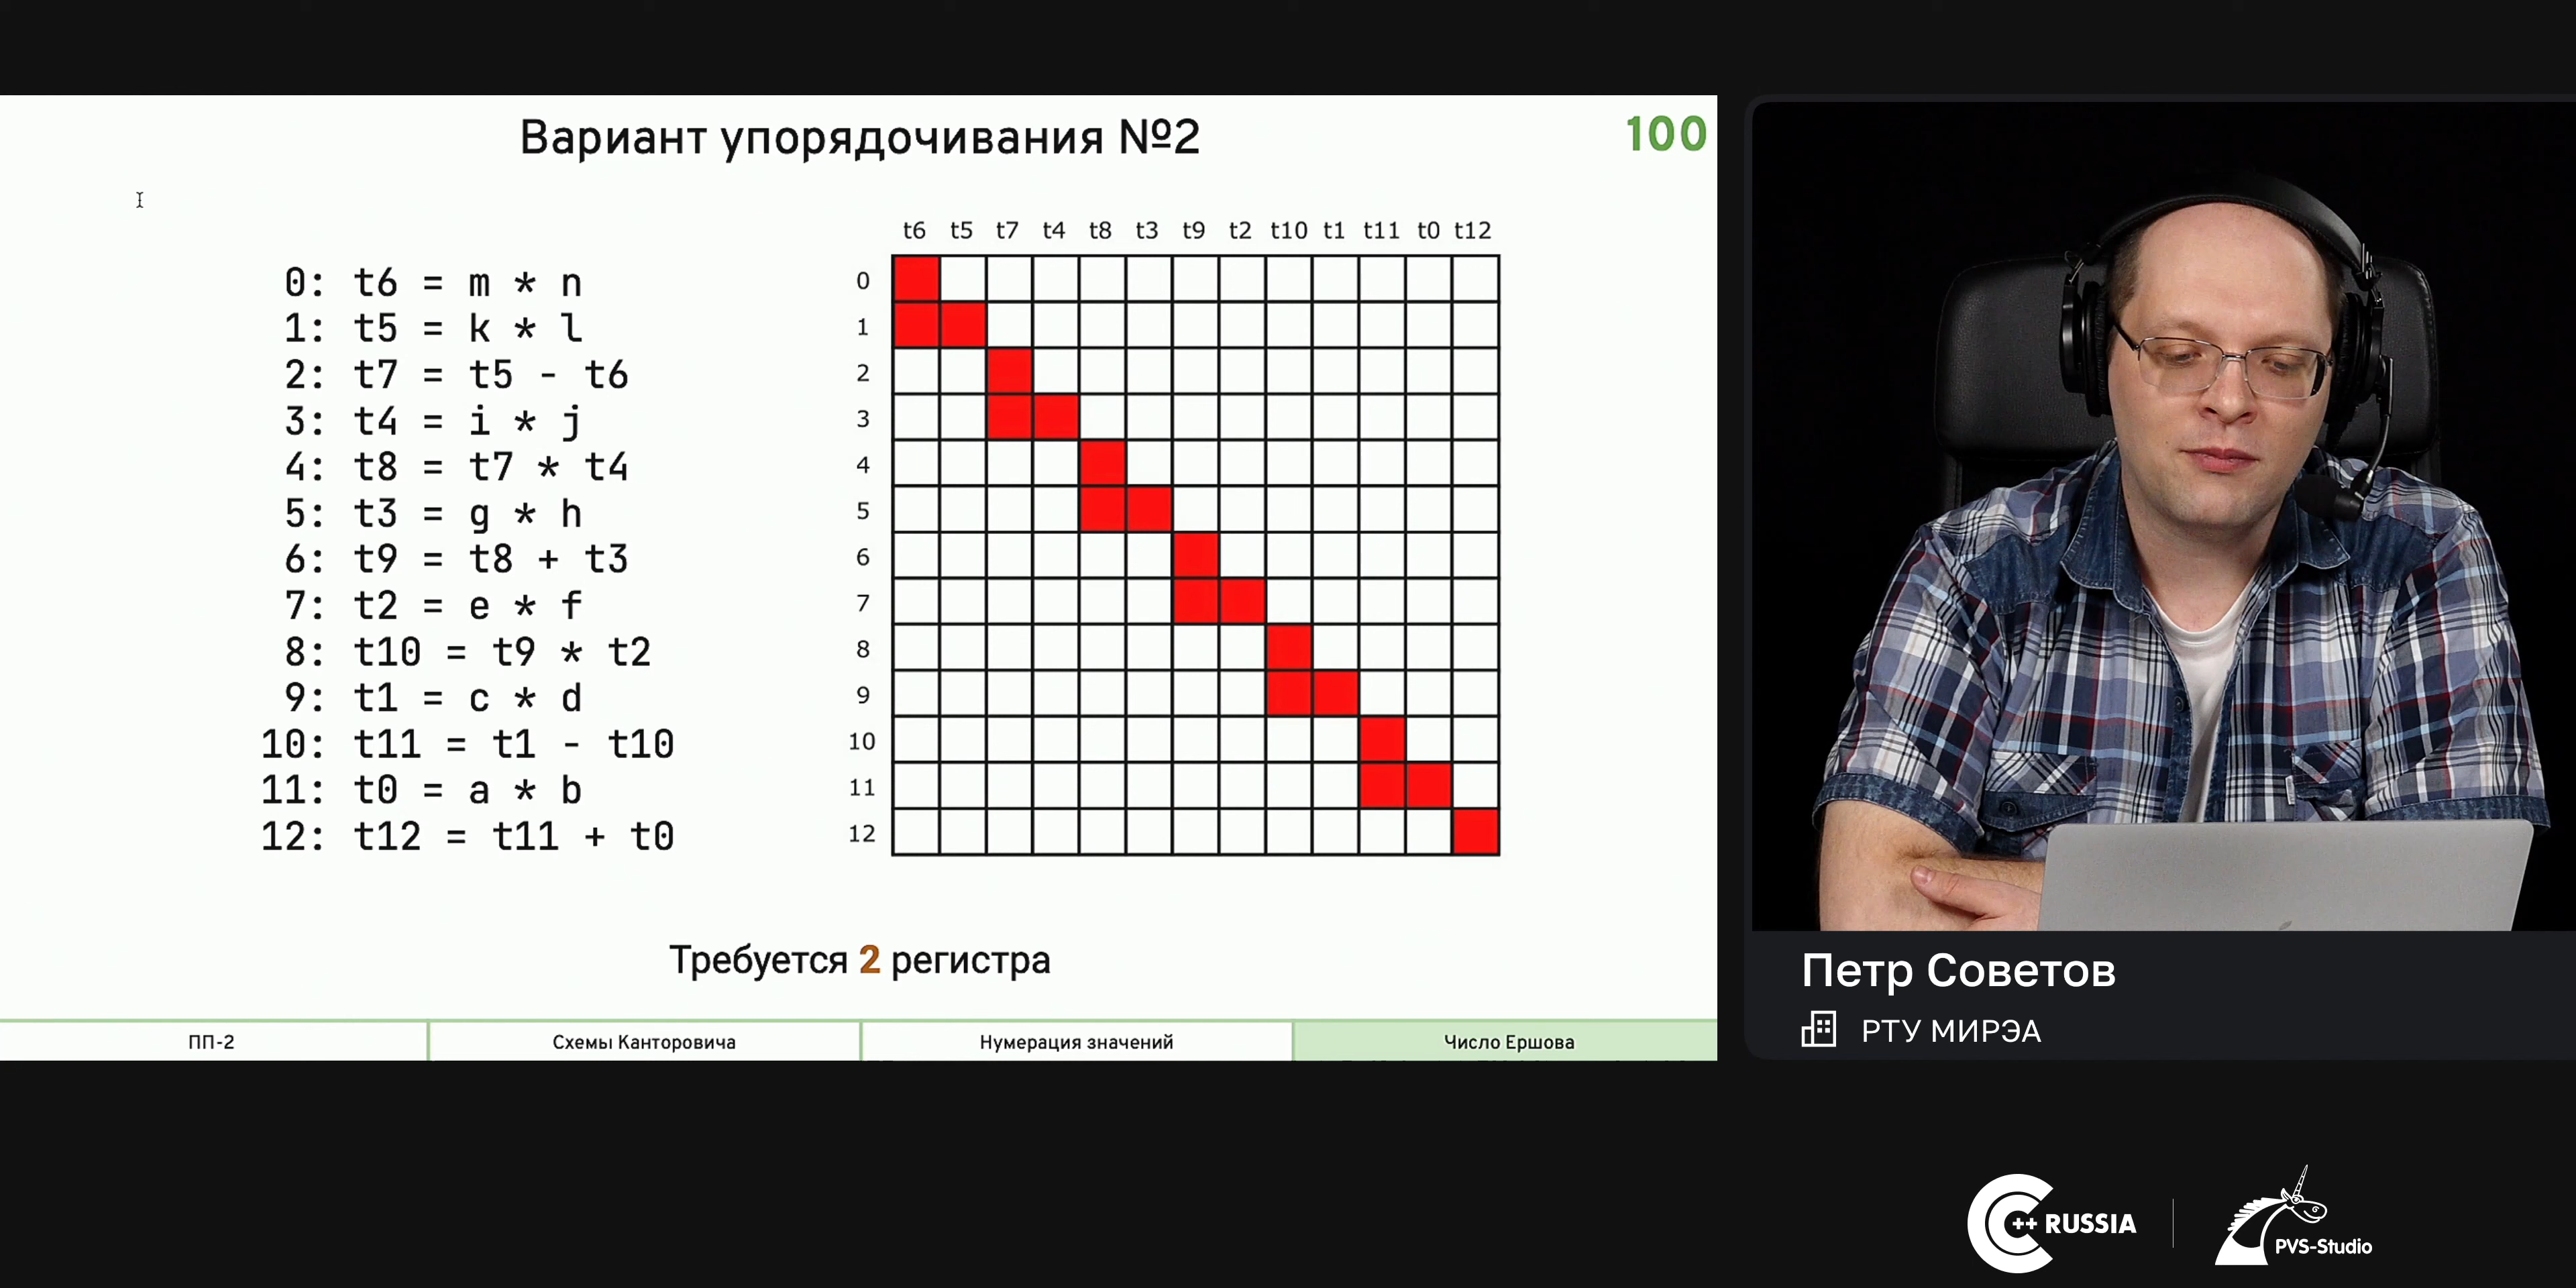 Вариант упорядочивания №2
100
0: t6 = m * n
1: t5 = k * l
2: t7 = t5 - t6
3: t4 = i * j
4: t8 = t7 * t4
5: t3 = g * h
6: t9 = t8 + t3
7: t2 = e * f
8: t10 = t9 * t2
9: t1 = c * d
10: t11 = t1 - t10
11: t0 = a * b
12: t12 = t11 + t0
t6 t5 t7 t4 t8 t3 t9 t2 t10 t1 t11 t0 t12
0
1
2
3
4
5
6
7
8
9
10
11
12
Требуется 2 регистра
ПП-2 Схемы Канторовича Нумерация значений Число Ершова
Петр Советов
РТУ МИРЭА
C++ RUSSIA
PVS-Studio